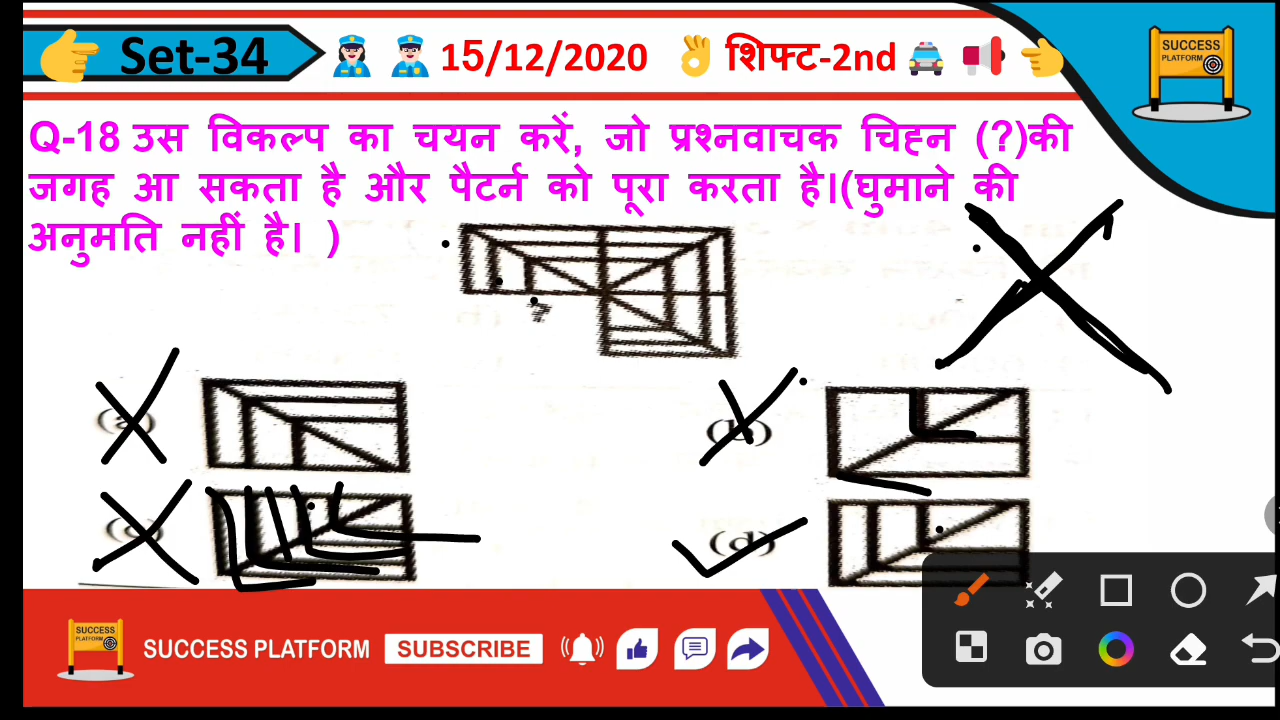 Set-34 15/12/2020 शिफ्ट-2nd
SUCCESS
PLATFORM
Q-18 उस विकल्प का चयन करें, जो प्रश्नवाचक चिह्न (?)की
जगह आ सकता है और पैटर्न को पूरा करता है।(घुमाने की
अनुमति नहीं है। )
?
(a)
(b)
(c)
(d)
SUCCESS
PLATFORM
SUCCESS PLATFORM SUBSCRIBE